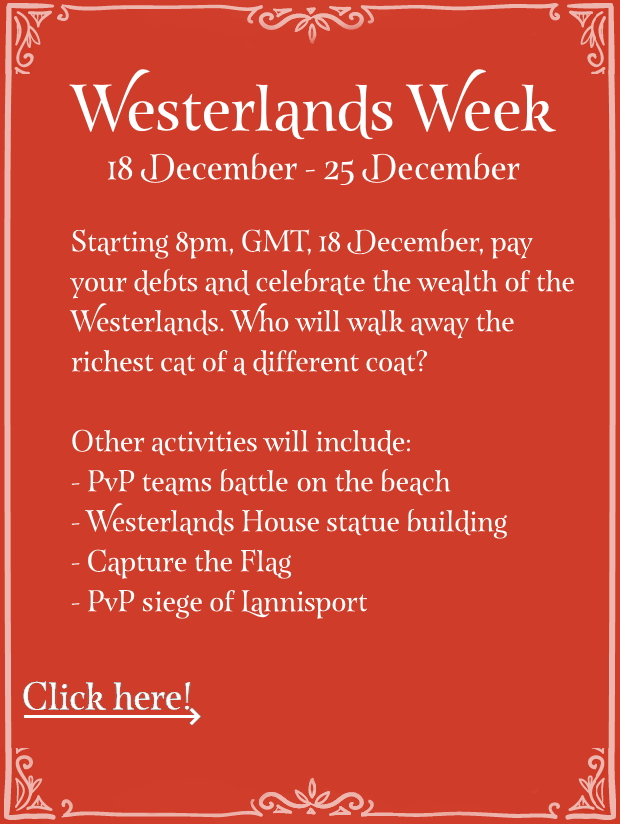 Westerlands Week
18 December - 25 December
Starting 8pm, GMT, 18 December, pay
your debts and celebrate the wealth of the
Westerlands. Who will walk away the
richest cat of a different coat?
Other activities will include:
- PvP teams battle on the beach
- Westerlands House statue building
- Capture the Flag
- PvP siege of Lannisport
Click here!